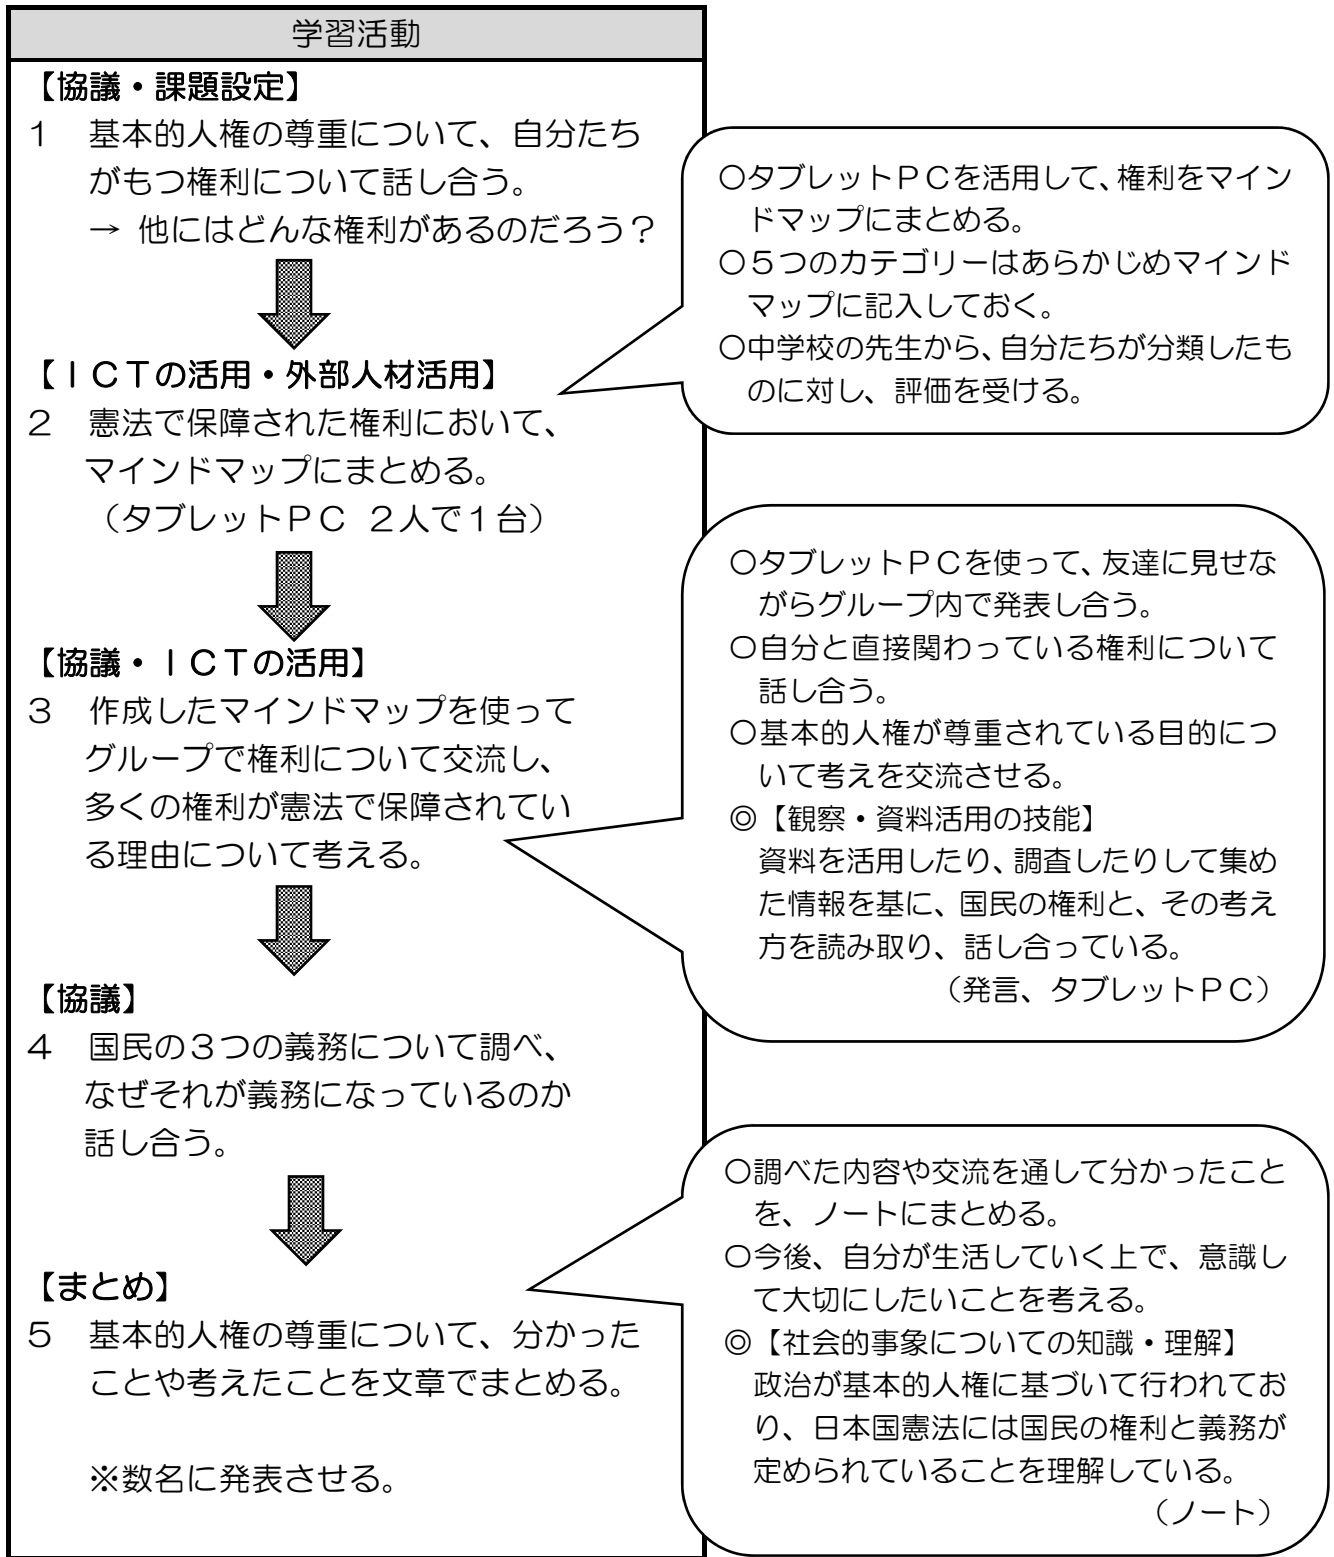 学習活動
【協議・課題設定】
１　基本的人権の尊重について、自分たち
がもつ権利について話し合う。
→ 他にはどんな権利があるのだろう？
【ＩＣＴの活用・外部人材活用】
２　憲法で保障された権利において、
マインドマップにまとめる。
（タブレットＰＣ ２人で１台）
【協議・ＩＣＴの活用】
３　作成したマインドマップを使って
グループで権利について交流し、
多くの権利が憲法で保障されてい
る理由について考える。
【協議】
４　国民の３つの義務について調べ、
なぜそれが義務になっているのか
話し合う。
【まとめ】
５　基本的人権の尊重について、分かった
ことや考えたことを文章でまとめる。
※数名に発表させる。
○タブレットＰＣを活用して、権利をマイン
ドマップにまとめる。
○５つのカテゴリーはあらかじめマインド
マップに記入しておく。
○中学校の先生から、自分たちが分類したも
のに対し、評価を受ける。
○タブレットＰＣを使って、友達に見せな
がらグループ内で発表し合う。
○自分と直接関わっている権利について
話し合う。
○基本的人権が尊重されている目的につ
いて考えを交流させる。
◎【観察・資料活用の技能】
資料を活用したり、調査したりして集め
た情報を基に、国民の権利と、その考え
方を読み取り、話し合っている。
（発言、タブレットＰＣ）
○調べた内容や交流を通して分かったこと
を、ノートにまとめる。
○今後、自分が生活していく上で、意識し
て大切にしたいことを考える。
◎【社会的事象についての知識・理解】
政治が基本的人権に基づいて行われてお
り、日本国憲法には国民の権利と義務が
定められていることを理解している。
（ノート）